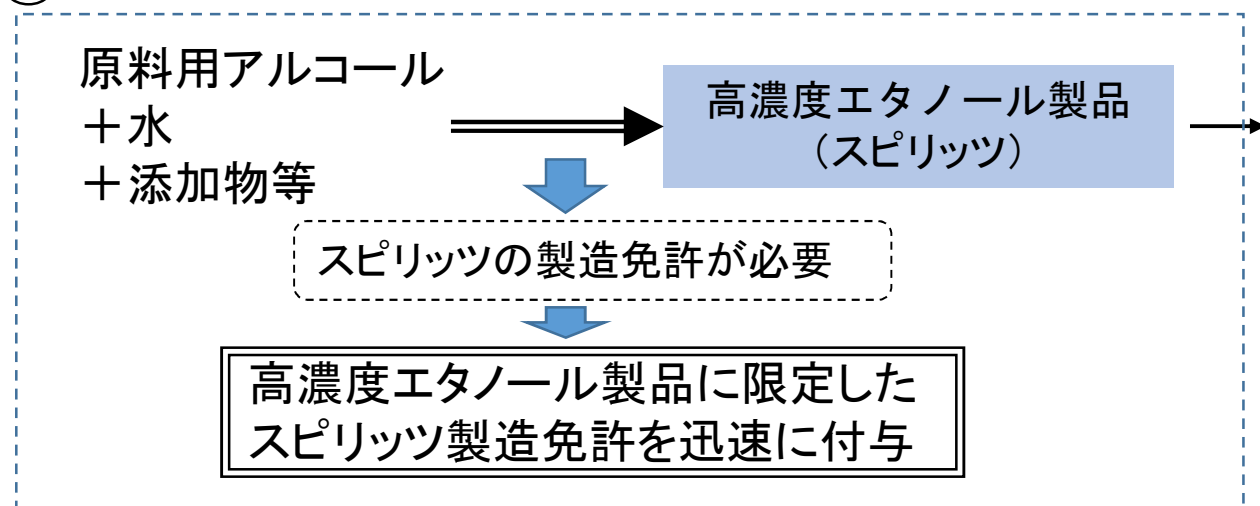 原料用アルコール
＋水
＋添加物等
高濃度エタノール製品
（スピリッツ）
スピリッツの製造免許が必要
高濃度エタノール製品に限定した
スピリッツ製造免許を迅速に付与